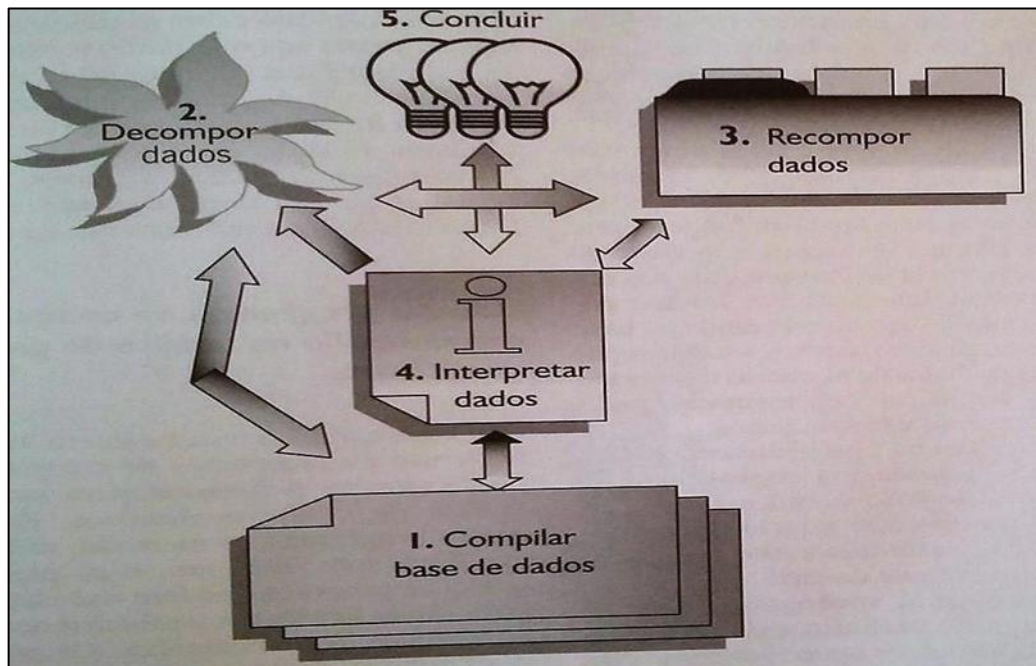 5. Concluir
2.
Decompor
dados
3. Recompor
dados
4. Interpretar
dados
1. Compilar
base de dados